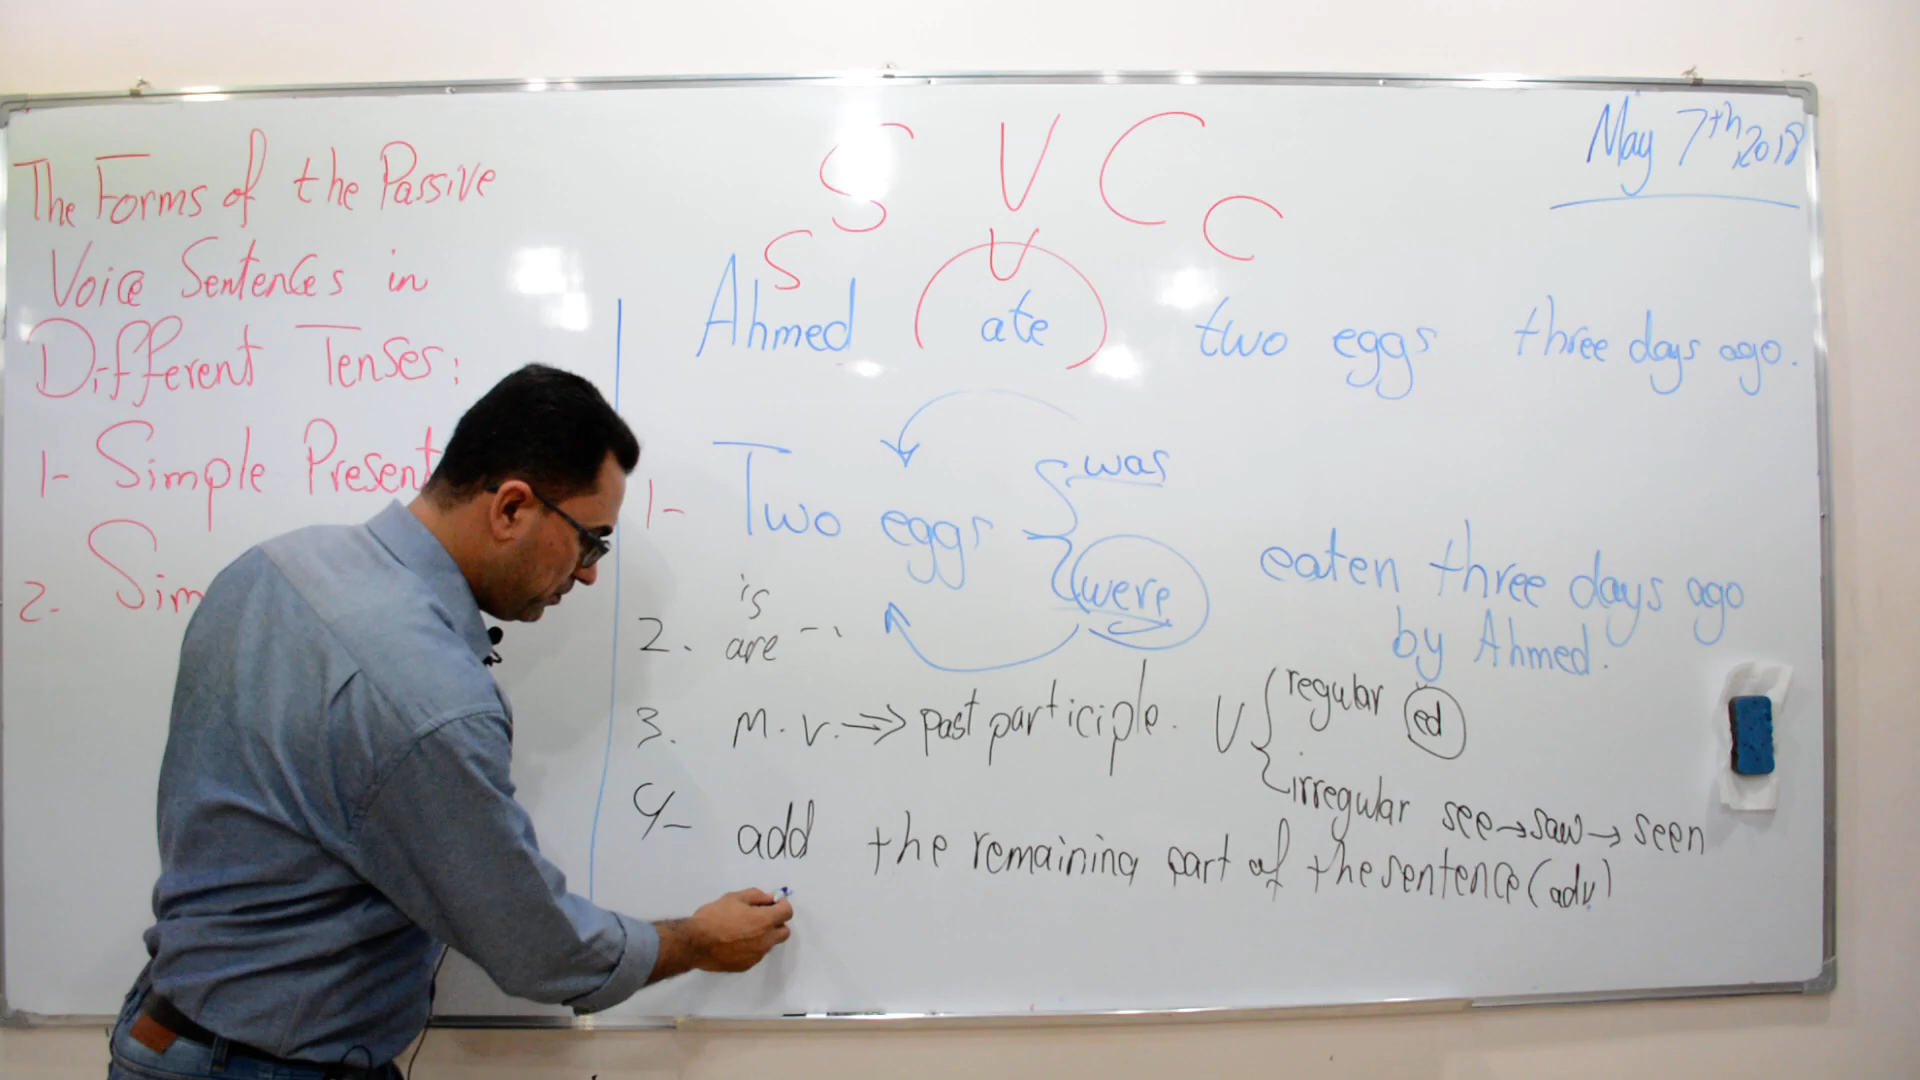 The Forms of the Passive
Voice Sentences in
Different Tenses:
1- Simple Present
2- Sim
May 7th, 2018
S V C C
S V
Ahmed ate two eggs three days ago.
1- Two eggs was
were
eaten three days ago
by Ahmed.
2. is
are
3. m. v. => past participle. V regular ed
irregular see → saw → seen
4- add the remaining part of the sentence (adv)